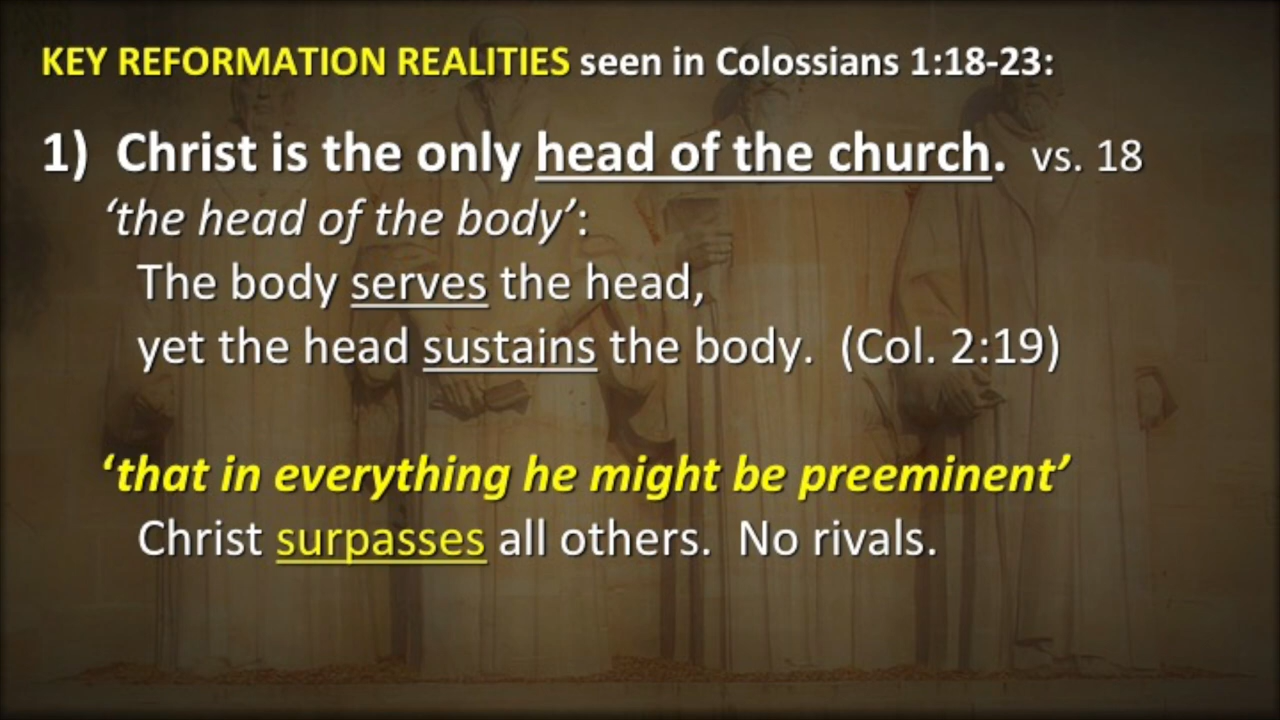 KEY REFORMATION REALITIES seen in Colossians 1:18-23:
1) Christ is the only head of the church. vs. 18
‘the head of the body’:
The body serves the head,
yet the head sustains the body. (Col. 2:19)
‘that in everything he might be preeminent’
Christ surpasses all others. No rivals.